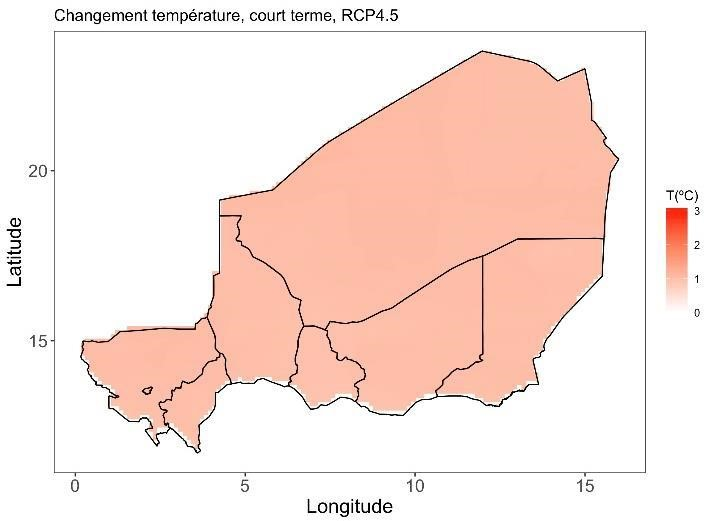 Changement température, court terme, RCP4.5
20
15
Latitude
0
5
10
15
Longitude
T(ºC)
3
2
1
0